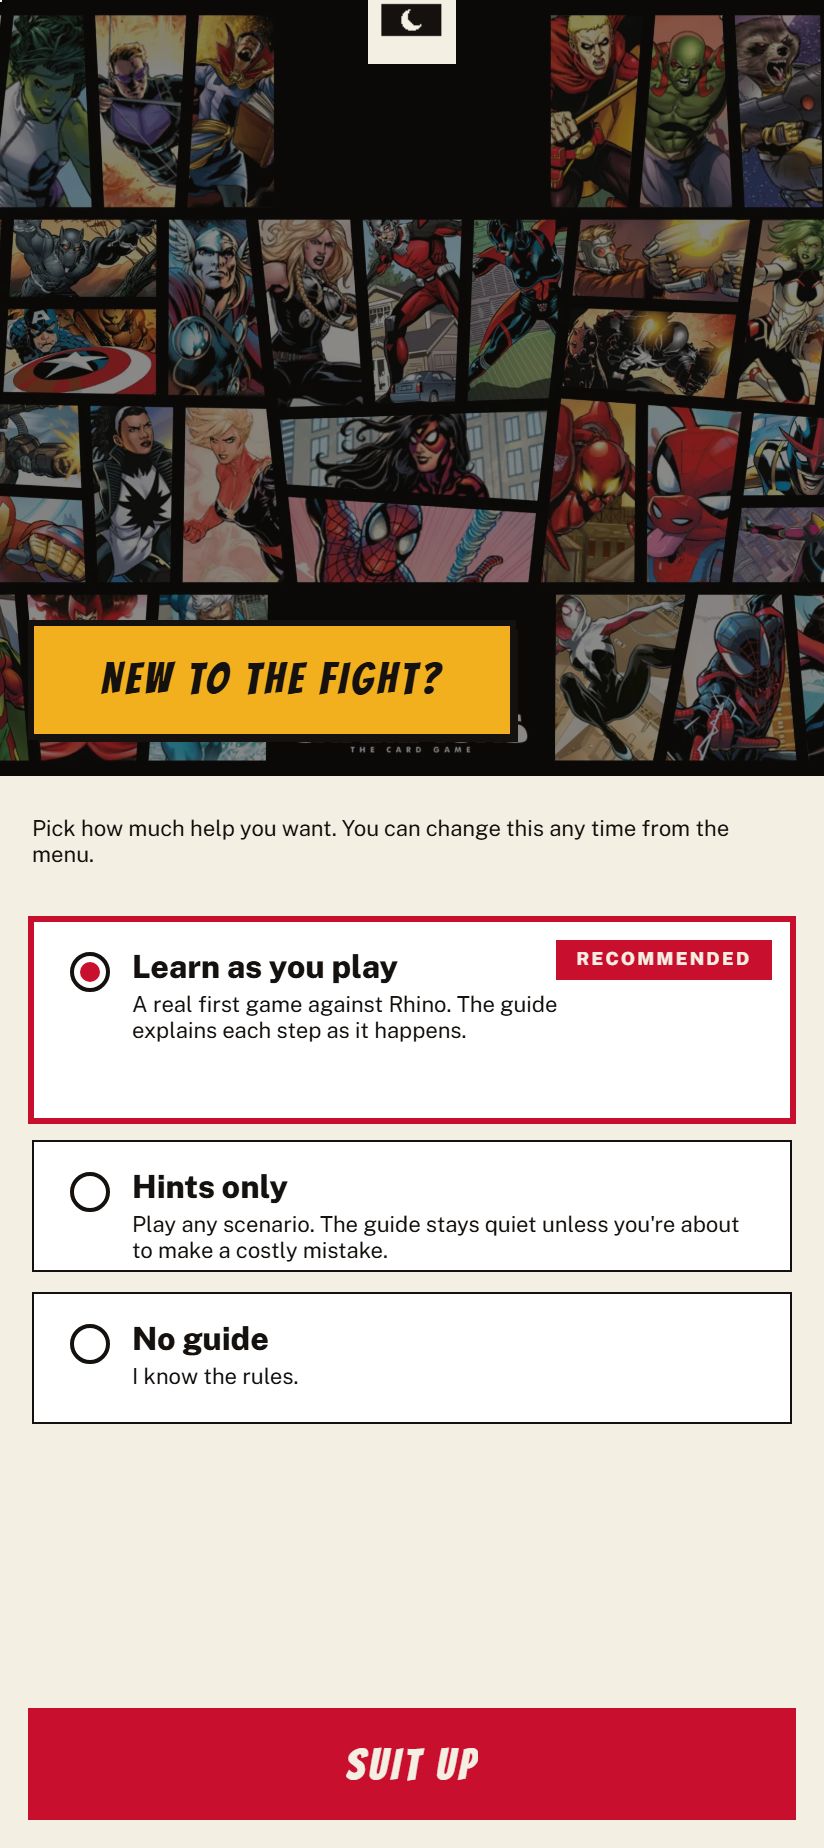 NEW TO THE FIGHT?
THE CARD GAME
Pick how much help you want. You can change this any time from the
menu.
Learn as you play
RECOMMENDED
A real first game against Rhino. The guide
explains each step as it happens.
Hints only
Play any scenario. The guide stays quiet unless you're about
to make a costly mistake.
No guide
I know the rules.
SUIT UP